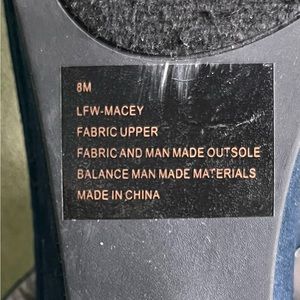 8M
LFW-MACEY
FABRIC UPPER
FABRIC AND MAN MADE OUTSOLE
BALANCE MAN MADE MATERIALS
MADE IN CHINA